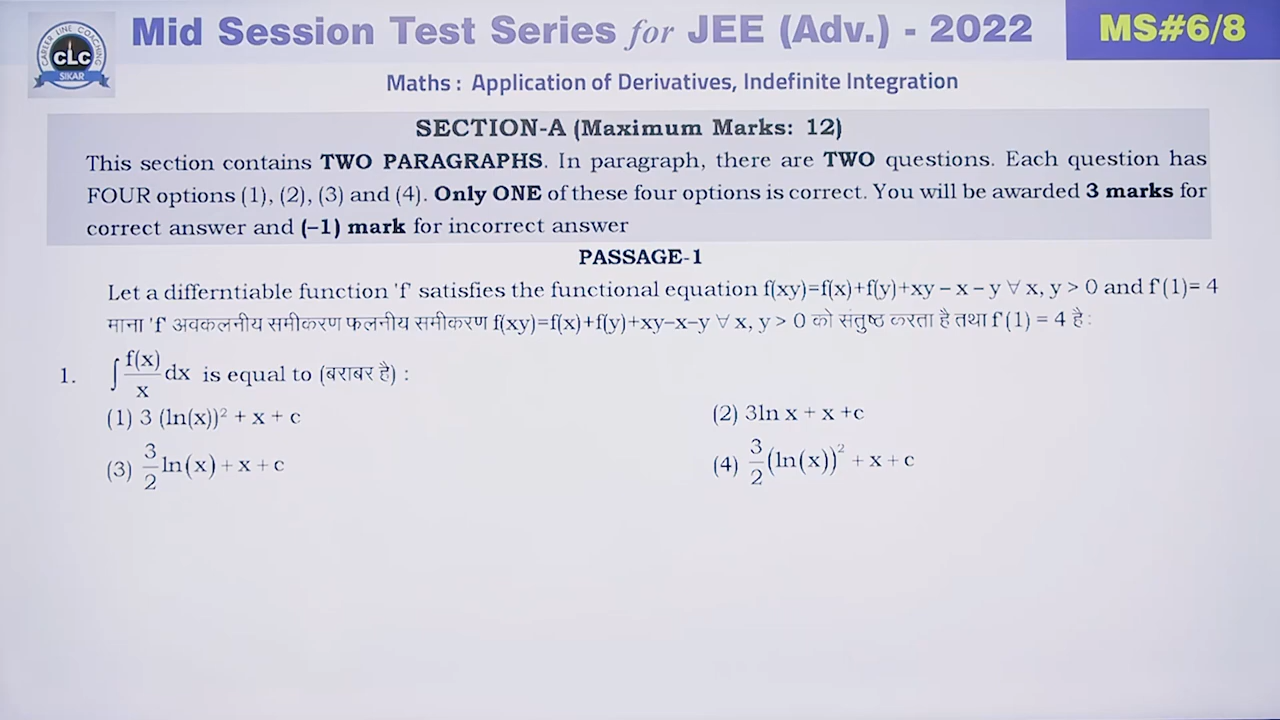 CAREER LINE COACHING
CLC
SIKAR
Mid Session Test Series for JEE (Adv.) - 2022
MS#6/8
Maths : Application of Derivatives, Indefinite Integration
SECTION-A (Maximum Marks: 12)
This section contains TWO PARAGRAPHS. In paragraph, there are TWO questions. Each question has
FOUR options (1), (2), (3) and (4). Only ONE of these four options is correct. You will be awarded 3 marks for
correct answer and (–1) mark for incorrect answer
PASSAGE-1
Let a differntiable function 'f' satisfies the functional equation f(xy)=f(x)+f(y)+xy – x – y ∀ x, y > 0 and f'(1)= 4
माना 'f' अवकलनीय समीकरण फलनीय समीकरण f(xy)=f(x)+f(y)+xy–x–y ∀ x, y > 0 को संतुष्ठ करता है तथा f'(1) = 4 है :
1. ∫ f(x)/x dx is equal to (बराबर है) :
(1) 3 (ln(x))² + x + c (2) 3ln x + x +c
(3) 3/2 ln(x) + x + c (4) 3/2 (ln(x))² + x + c